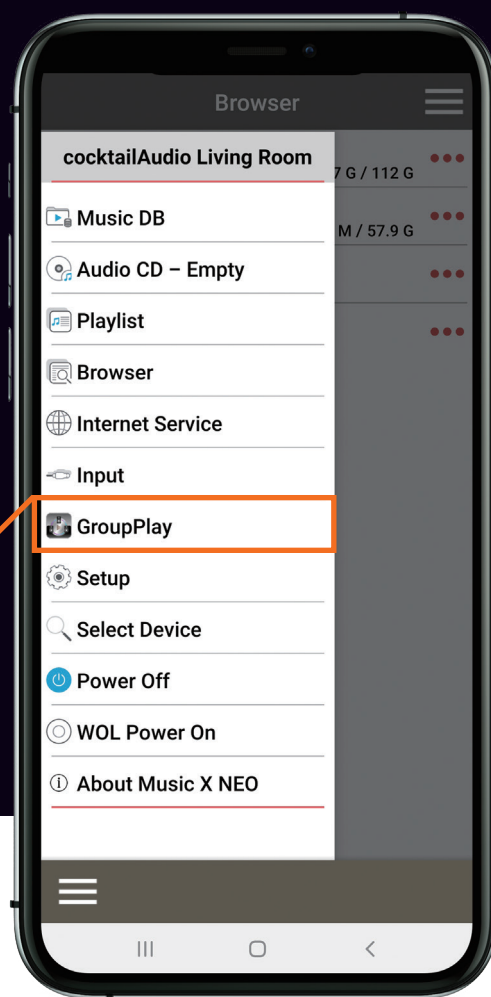 Browser
cocktailAudio Living Room
7 G / 112 G
Music DB
M / 57.9 G
Audio CD – Empty
Playlist
Browser
Internet Service
Input
GroupPlay
Setup
Select Device
Power Off
WOL Power On
About Music X NEO